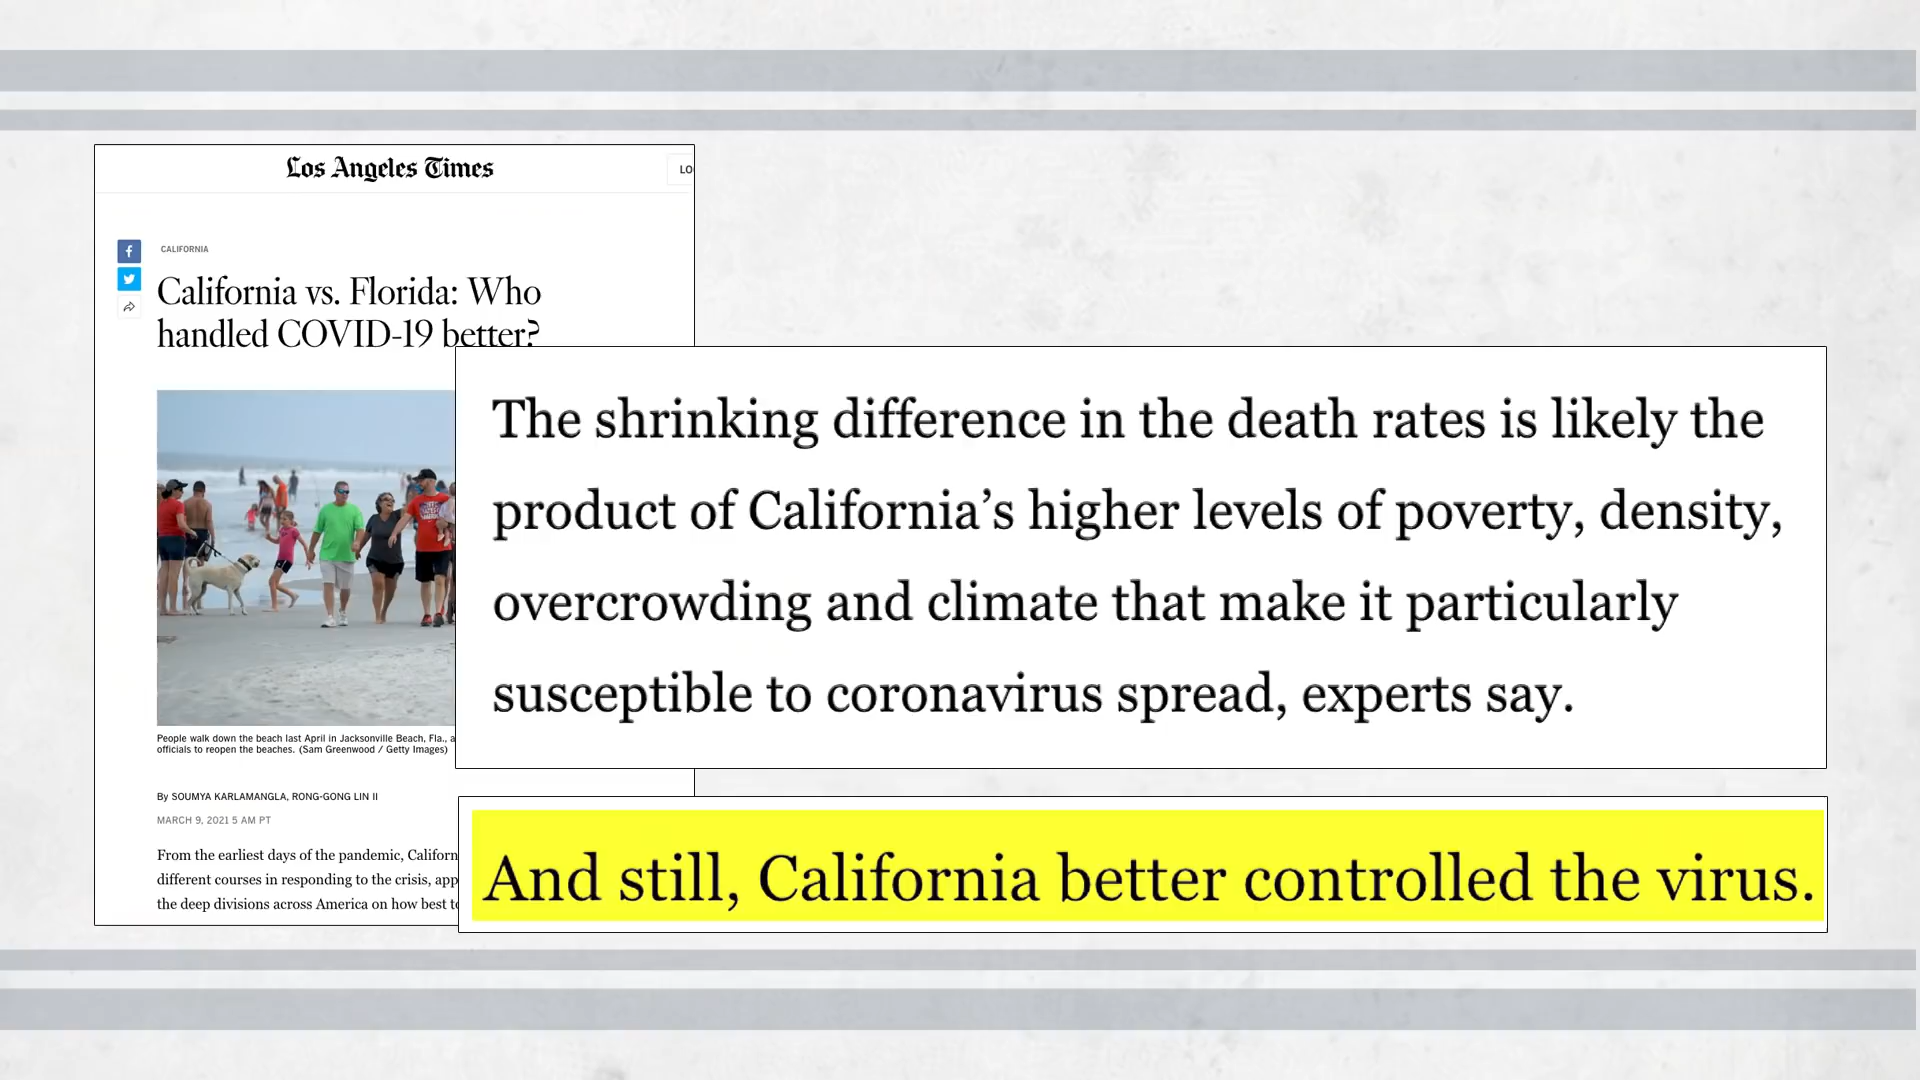 Los Angeles Times
LO
CALIFORNIA
California vs. Florida: Who
handled COVID-19 better?
The shrinking difference in the death rates is likely the
product of California’s higher levels of poverty, density,
overcrowding and climate that make it particularly
susceptible to coronavirus spread, experts say.
People walk down the beach last April in Jacksonville Beach, Fla., a
officials to reopen the beaches. (Sam Greenwood / Getty Images)
By SOUMYA KARLAMANGLA, RONG-GONG LIN II
MARCH 9, 2021 5 AM PT
From the earliest days of the pandemic, Californ
different courses in responding to the crisis, app
the deep divisions across America on how best to
And still, California better controlled the virus.